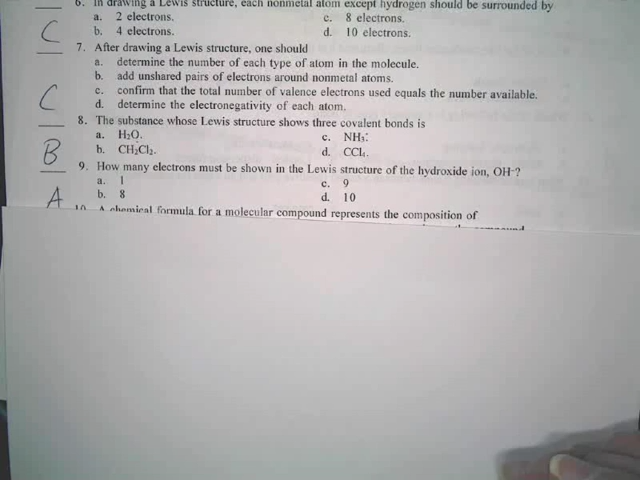 6. In drawing a Lewis structure, each nonmetal atom except hydrogen should be surrounded by
a. 2 electrons. c. 8 electrons.
C b. 4 electrons. d. 10 electrons.
7. After drawing a Lewis structure, one should
a. determine the number of each type of atom in the molecule.
b. add unshared pairs of electrons around nonmetal atoms.
C c. confirm that the total number of valence electrons used equals the number available.
d. determine the electronegativity of each atom.
8. The substance whose Lewis structure shows three covalent bonds is
a. H₂O. c. NH₃.
B b. CH₂Cl₂. d. CCl₄.
9. How many electrons must be shown in the Lewis structure of the hydroxide ion, OH⁻?
a. 1 c. 9
A b. 8 d. 10
10 A chemical formula for a molecular compound represents the composition of